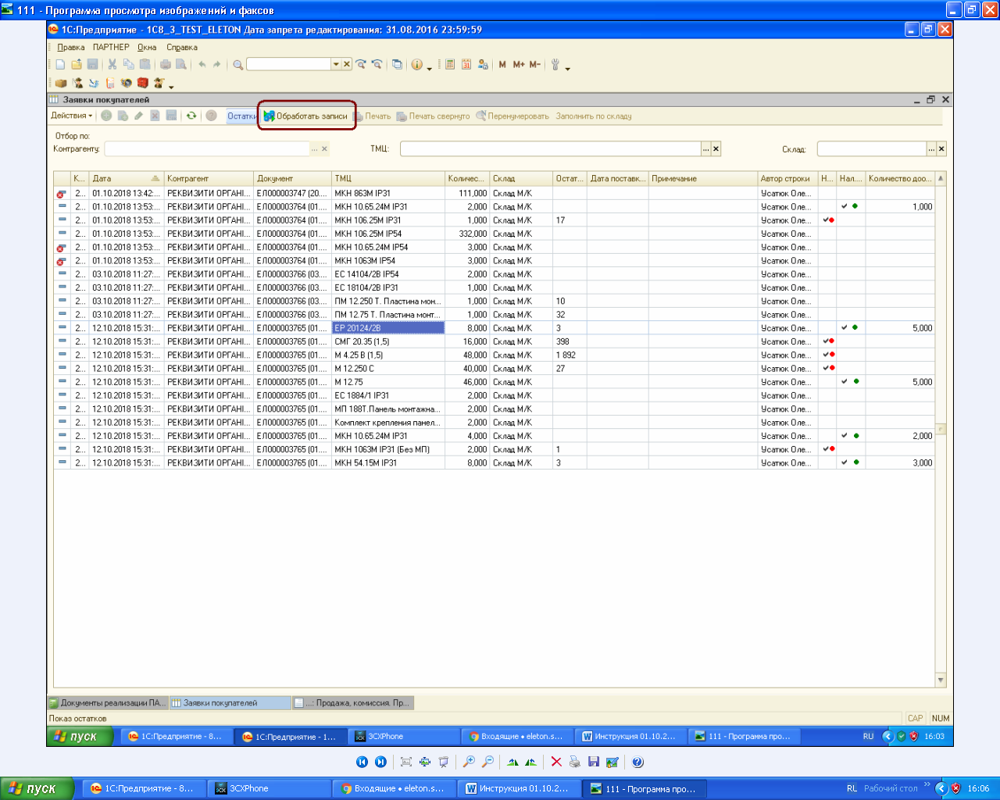 111 - Программа просмотра изображений и факсов
1С:Предприятие - 1C8_3_TEST_ELETON Дата запрета редактирования: 31.08.2016 23:59:59
Правка ПАРТНЕР Окна Справка
M M+ M-
Заявки покупателей
Действия Остатки Обработать записи Печать Печать свернуто Перенумеровать Заполнить по складу
Отбор по:
Контрагенту: ТМЦ: Склад:
К... Дата Контрагент Документ ТМЦ Количес... Склад Остат... Дата поставк... Примечание Автор строки Н... Нал... Количество доо...
2... 01.10.2018 13:42:... РЕКВИЗИТИ ОРГАНІ... ЕЛ000003747 (20.... МКН 863М IP31 111,000 Склад М/К Усатюк Оле...
2... 01.10.2018 13:53:... РЕКВИЗИТИ ОРГАНІ... ЕЛ000003764 (01.... МКН 10.65.24М IP31 2,000 Склад М/К Усатюк Оле... 1,000
2... 01.10.2018 13:53:... РЕКВИЗИТИ ОРГАНІ... ЕЛ000003764 (01.... МКН 106.25М IP31 1,000 Склад М/К 17 Усатюк Оле...
2... 01.10.2018 13:53:... РЕКВИЗИТИ ОРГАНІ... ЕЛ000003764 (01.... МКН 106.25М IP54 332,000 Склад М/К Усатюк Оле...
2... 01.10.2018 13:53:... РЕКВИЗИТИ ОРГАНІ... ЕЛ000003764 (01.... МКН 10.65.24М IP54 3,000 Склад М/К Усатюк Оле...
2... 01.10.2018 13:53:... РЕКВИЗИТИ ОРГАНІ... ЕЛ000003764 (01.... МКН 1063М IP54 3,000 Склад М/К Усатюк Оле...
2... 03.10.2018 11:27:... РЕКВИЗИТИ ОРГАНІ... ЕЛ000003766 (03.... ЕС 14104/2В IP54 2,000 Склад М/К Усатюк Оле...
2... 03.10.2018 11:27:... РЕКВИЗИТИ ОРГАНІ... ЕЛ000003766 (03.... ЕС 18104/2В IP31 1,000 Склад М/К Усатюк Оле...
2... 03.10.2018 11:27:... РЕКВИЗИТИ ОРГАНІ... ЕЛ000003766 (03.... ПМ 12.250 Т. Пластина мон... 1,000 Склад М/К 10 Усатюк Оле...
2... 03.10.2018 11:27:... РЕКВИЗИТИ ОРГАНІ... ЕЛ000003766 (03.... ПМ 12.75 Т. Пластина монт... 1,000 Склад М/К 32 Усатюк Оле...
2... 12.10.2018 15:31:... РЕКВИЗИТИ ОРГАНІ... ЕЛ000003765 (01.... ЕР 20124/2В 8,000 Склад М/К 3 Усатюк Оле... 5,000
2... 12.10.2018 15:31:... РЕКВИЗИТИ ОРГАНІ... ЕЛ000003765 (01.... СМГ 20.35 (1,5) 16,000 Склад М/К 398 Усатюк Оле...
2... 12.10.2018 15:31:... РЕКВИЗИТИ ОРГАНІ... ЕЛ000003765 (01.... М 4.25 В (1,5) 48,000 Склад М/К 1 892 Усатюк Оле...
2... 12.10.2018 15:31:... РЕКВИЗИТИ ОРГАНІ... ЕЛ000003765 (01.... М 12.250 С 40,000 Склад М/К 27 Усатюк Оле...
2... 12.10.2018 15:31:... РЕКВИЗИТИ ОРГАНІ... ЕЛ000003765 (01.... М 12.75 46,000 Склад М/К Усатюк Оле... 5,000
2... 12.10.2018 15:31:... РЕКВИЗИТИ ОРГАНІ... ЕЛ000003765 (01.... ЕС 1884/1 IP31 2,000 Склад М/К Усатюк Оле...
2... 12.10.2018 15:31:... РЕКВИЗИТИ ОРГАНІ... ЕЛ000003765 (01.... МП 188Т.Панель монтажна... 2,000 Склад М/К Усатюк Оле...
2... 12.10.2018 15:31:... РЕКВИЗИТИ ОРГАНІ... ЕЛ000003765 (01.... Комплект крепления панел... 2,000 Склад М/К Усатюк Оле...
2... 12.10.2018 15:31:... РЕКВИЗИТИ ОРГАНІ... ЕЛ000003765 (01.... МКН 10.65.24М IP31 4,000 Склад М/К Усатюк Оле... 2,000
2... 12.10.2018 15:31:... РЕКВИЗИТИ ОРГАНІ... ЕЛ000003765 (01.... МКН 1063М IP31 (Без МП) 2,000 Склад М/К 1 Усатюк Оле...
2... 12.10.2018 15:31:... РЕКВИЗИТИ ОРГАНІ... ЕЛ000003765 (01.... МКН 54.15М IP31 8,000 Склад М/К 3 Усатюк Оле... 3,000
Документы реализации ПА... Заявки покупателей ...: Продажа, комиссия. Пр...
Показ остатков CAP NUM
пуск 1С:Предприятие - 8... 1С:Предприятие - 1... 3CXPhone Входящие • eleton.s... Инструкция 01.10.2... 111 - Программа про... RU 16:03
пуск 1С:Предприятие - 8... 3CXPhone Входящие • eleton.s... Инструкция 01.10.2... 111 - Программа про... RL Рабочий стол 16:06